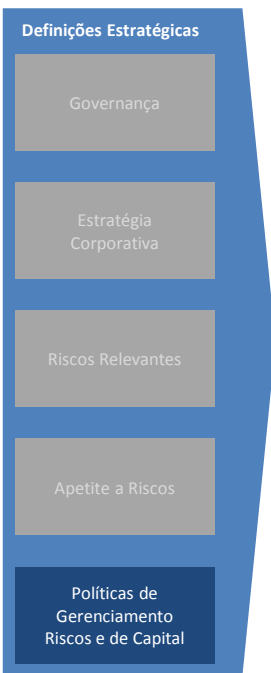 Definições Estratégicas
Governança
Estratégia
Corporativa
Riscos Relevantes
Apetite a Riscos
Políticas de
Gerenciamento
Riscos e de Capital